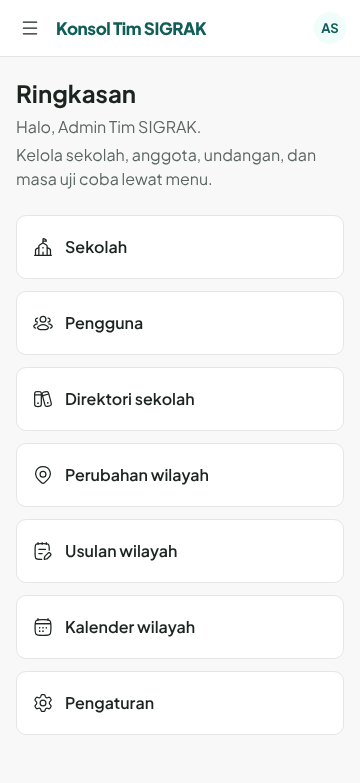 Konsol Tim SIGRAK
AS
Ringkasan
Halo, Admin Tim SIGRAK.
Kelola sekolah, anggota, undangan, dan
masa uji coba lewat menu.
Sekolah
Pengguna
Direktori sekolah
Perubahan wilayah
Usulan wilayah
Kalender wilayah
Pengaturan